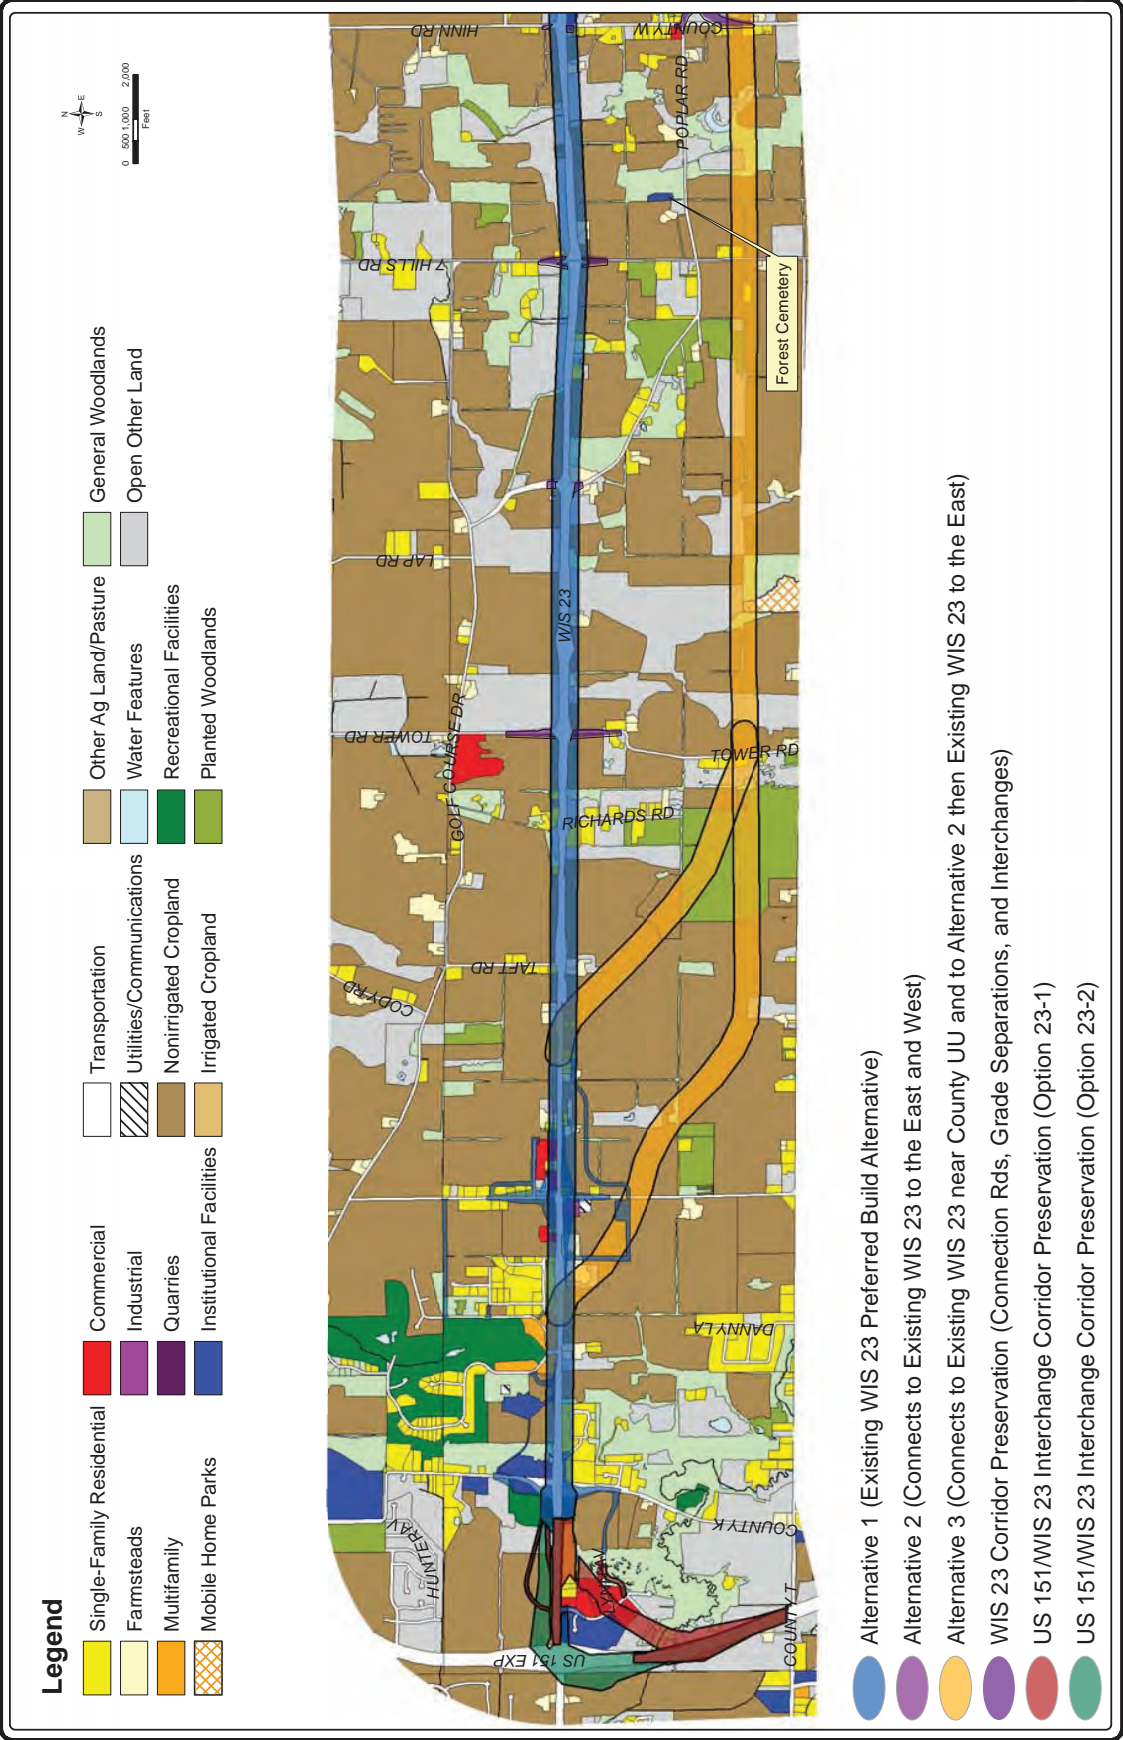 Legend
Single-Family Residential
Farmsteads
Multifamily
Mobile Home Parks
Commercial
Industrial
Quarries
Institutional Facilities
Transportation
Utilities/Communications
Nonirrigated Cropland
Irrigated Cropland
Other Ag Land/Pasture
Water Features
Recreational Facilities
Planted Woodlands
General Woodlands
Open Other Land
N
W E
S
0 500 1,000 2,000
Feet
HUNTER AV
US 151 EXP
COUNTY T
COUNTY K
DANNY LA
CODY RD
TAFT RD
GOLF COURSE DR
TOWER RD
RICHARDS RD
TOWER RD
WIS 23
LAP RD
7 HILLS RD
Forest Cemetery
POPLAR RD
HINN RD
COUNTY W
Alternative 1 (Existing WIS 23 Preferred Build Alternative)
Alternative 2 (Connects to Existing WIS 23 to the East and West)
Alternative 3 (Connects to Existing WIS 23 near County UU and to Alternative 2 then Existing WIS 23 to the East)
WIS 23 Corridor Preservation (Connection Rds, Grade Separations, and Interchanges)
US 151/WIS 23 Interchange Corridor Preservation (Option 23-1)
US 151/WIS 23 Interchange Corridor Preservation (Option 23-2)